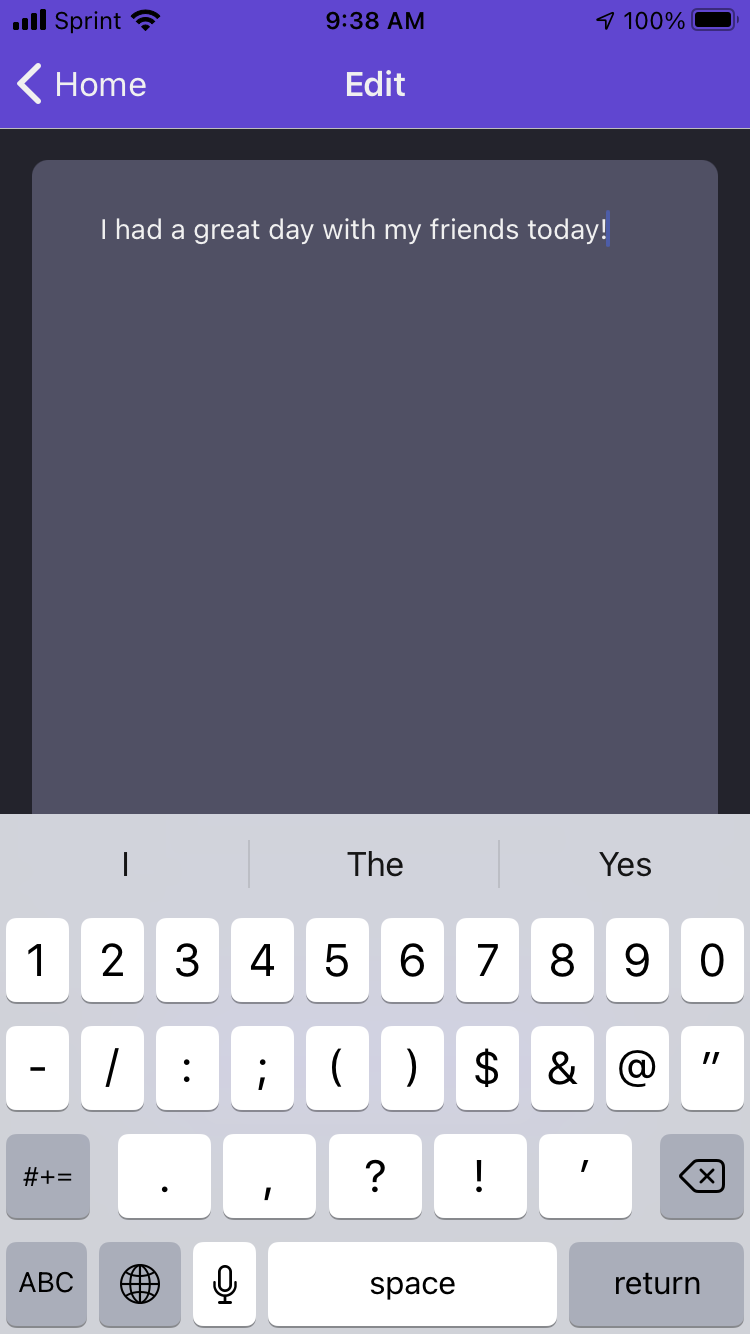 Sprint 9:38 AM 100%
Home Edit
I had a great day with my friends today!
I The Yes
1 2 3 4 5 6 7 8 9 0
- / : ; ( ) $ & @ "
#+= . , ? ! '
ABC space return